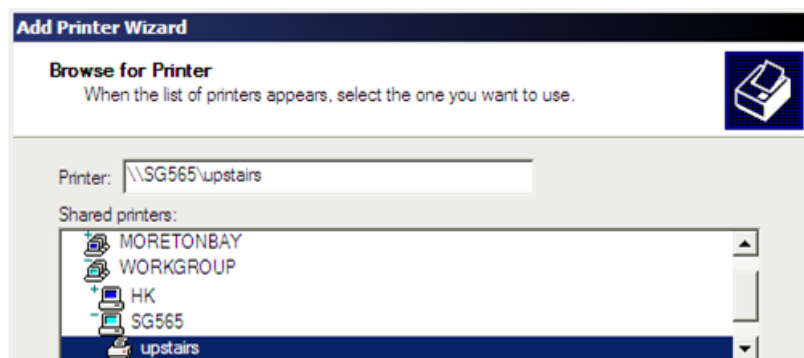 Add Printer Wizard
Browse for Printer
When the list of printers appears, select the one you want to use.
Printer: \\SG565\upstairs
Shared printers:
MORETONBAY
WORKGROUP
HK
SG565
upstairs